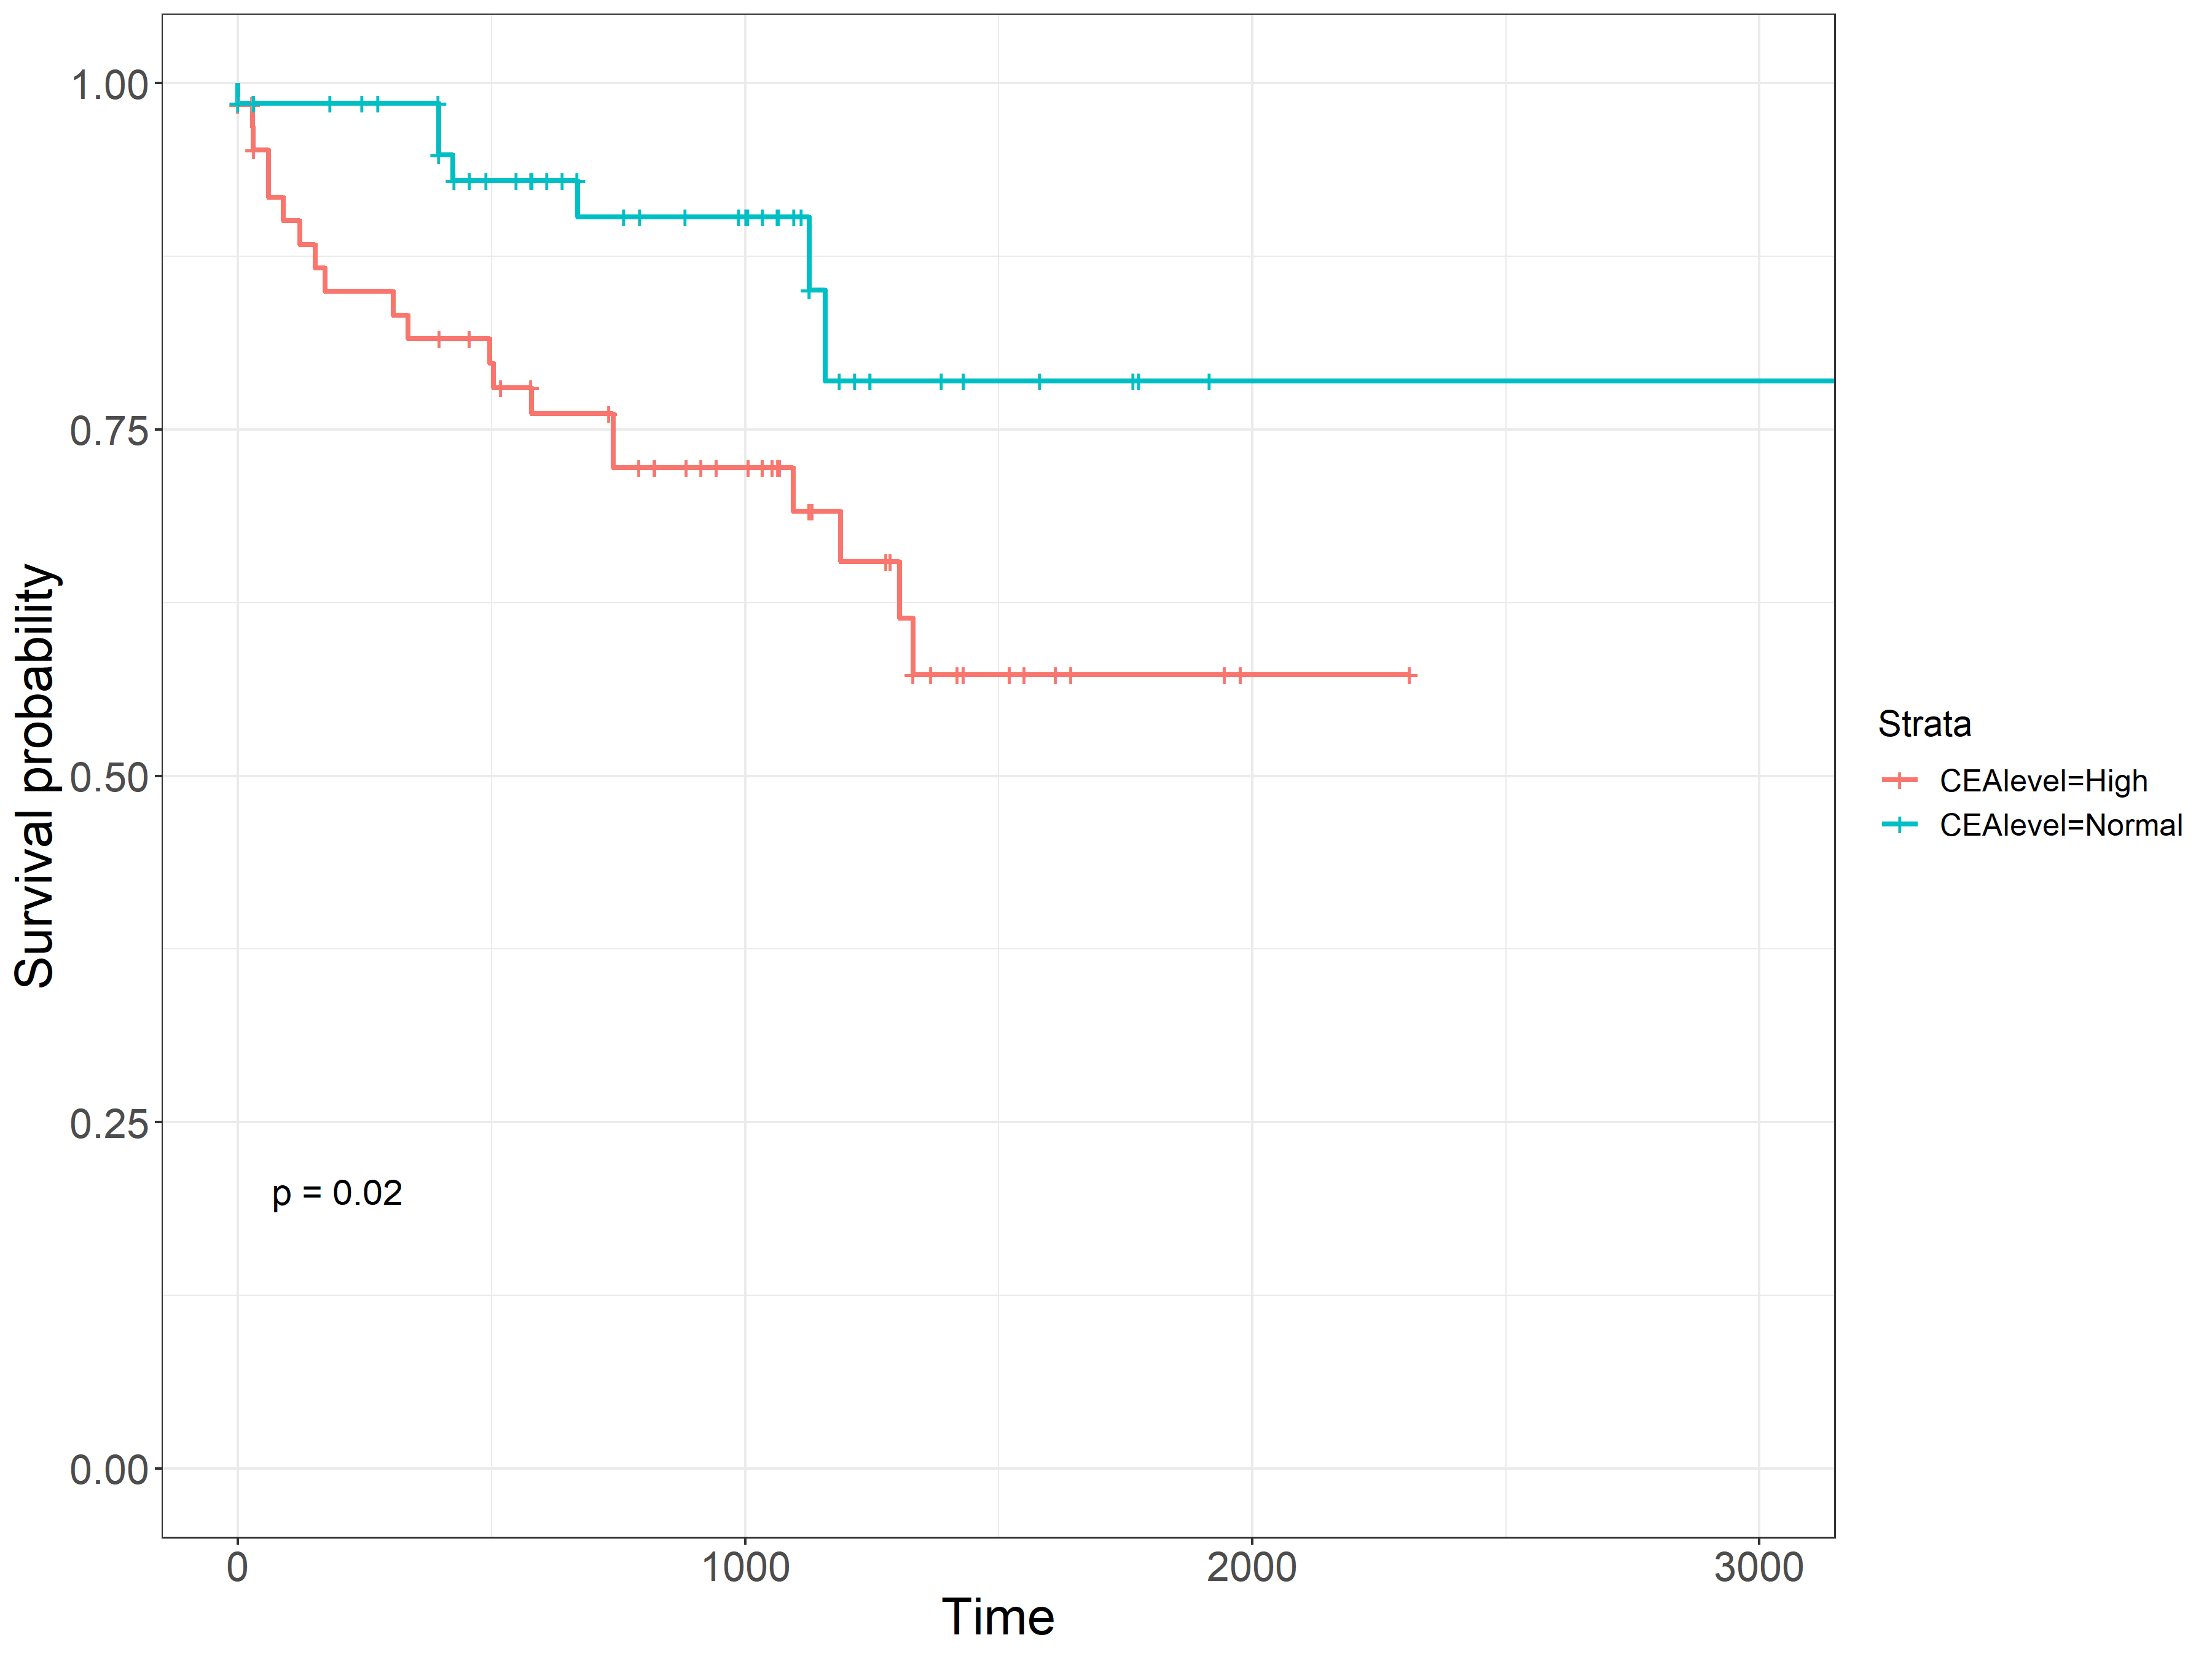 Survival probability
1.00
0.75
0.50
0.25
0.00
p = 0.02
0 1000 2000 3000
Time
Strata
CEAlevel=High
CEAlevel=Normal